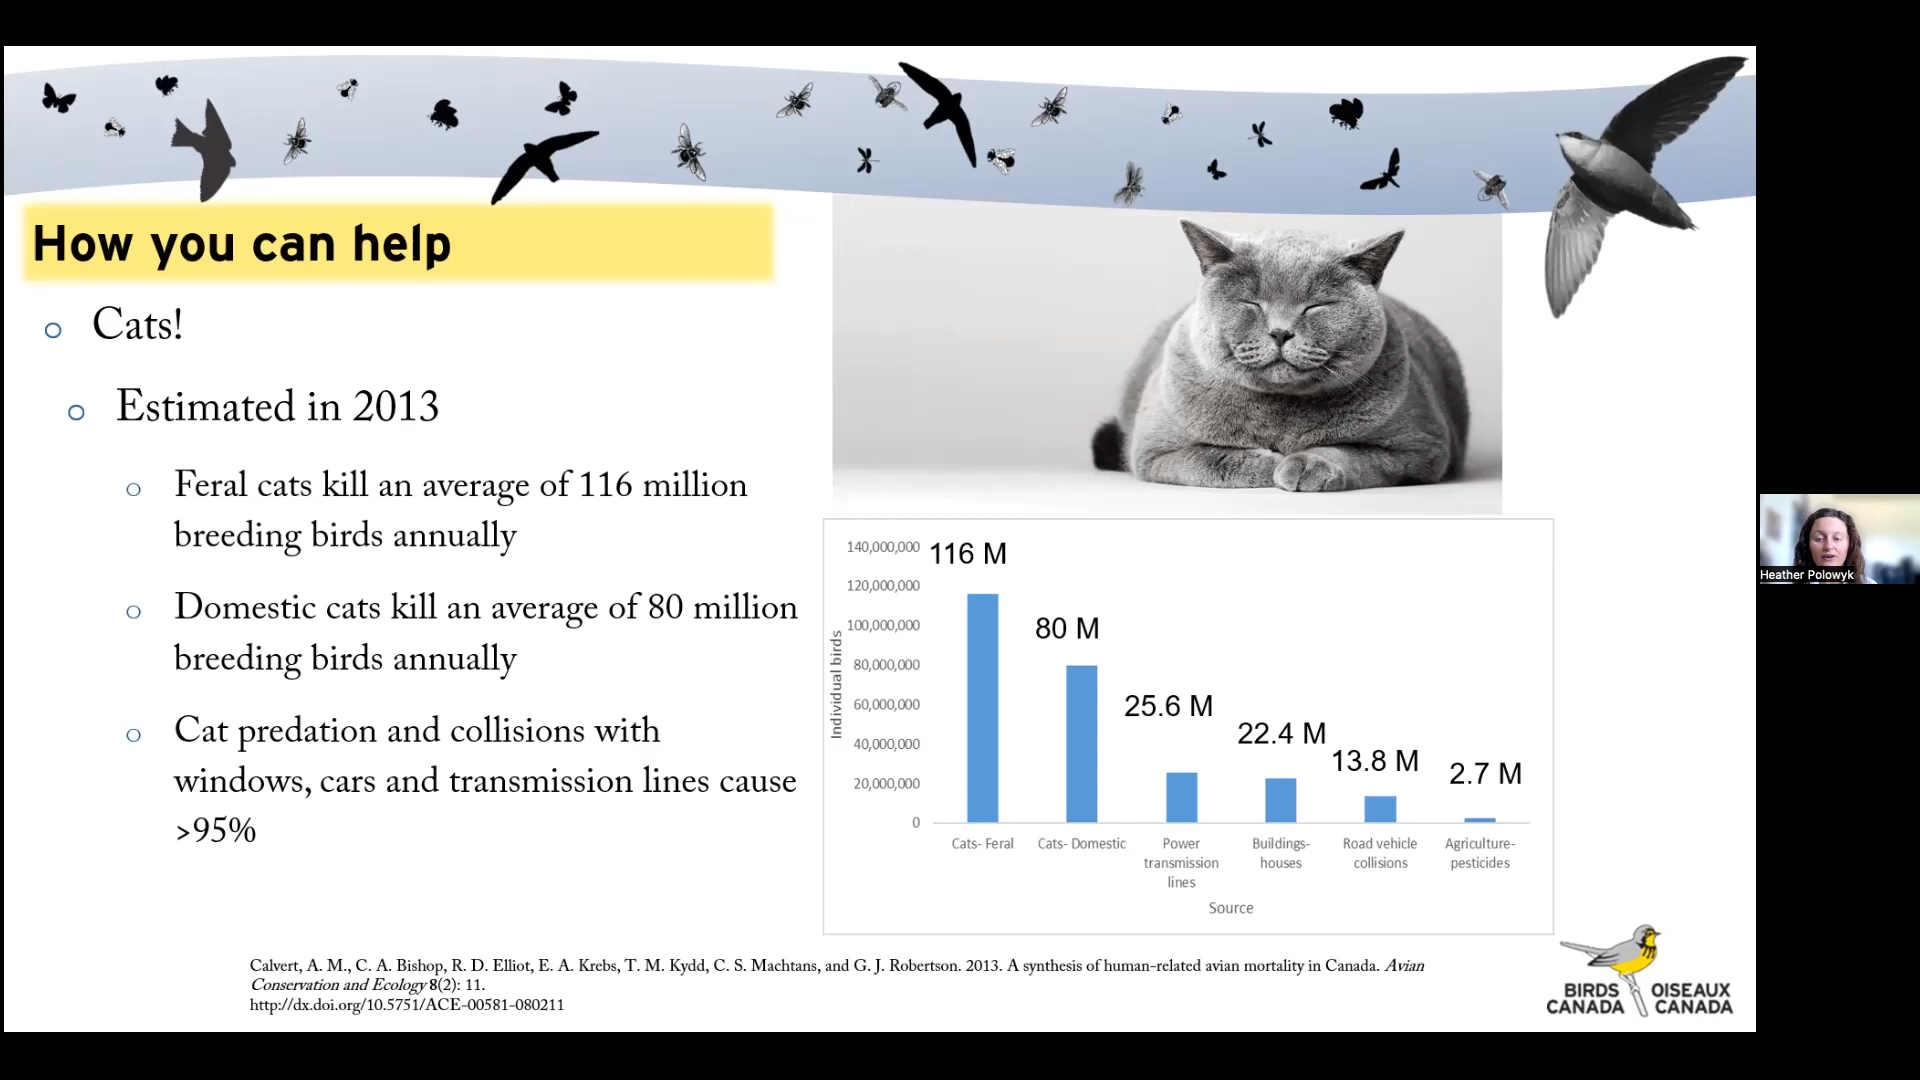 How you can help
Cats!
Estimated in 2013
Feral cats kill an average of 116 million
breeding birds annually
Domestic cats kill an average of 80 million
breeding birds annually
Cat predation and collisions with
windows, cars and transmission lines cause
>95%
140,000,000
120,000,000
100,000,000
80,000,000
60,000,000
40,000,000
20,000,000
0
Individual birds
116 M
80 M
25.6 M
22.4 M
13.8 M
2.7 M
Cats- Feral
Cats- Domestic
Power
transmission
lines
Buildings-
houses
Road vehicle
collisions
Agriculture-
pesticides
Source
Calvert, A. M., C. A. Bishop, R. D. Elliot, E. A. Krebs, T. M. Kydd, C. S. Machtans, and G. J. Robertson. 2013. A synthesis of human-related avian mortality in Canada. Avian
Conservation and Ecology 8(2): 11.
http://dx.doi.org/10.5751/ACE-00581-080211
BIRDS
CANADA
OISEAUX
CANADA
Heather Polowyk